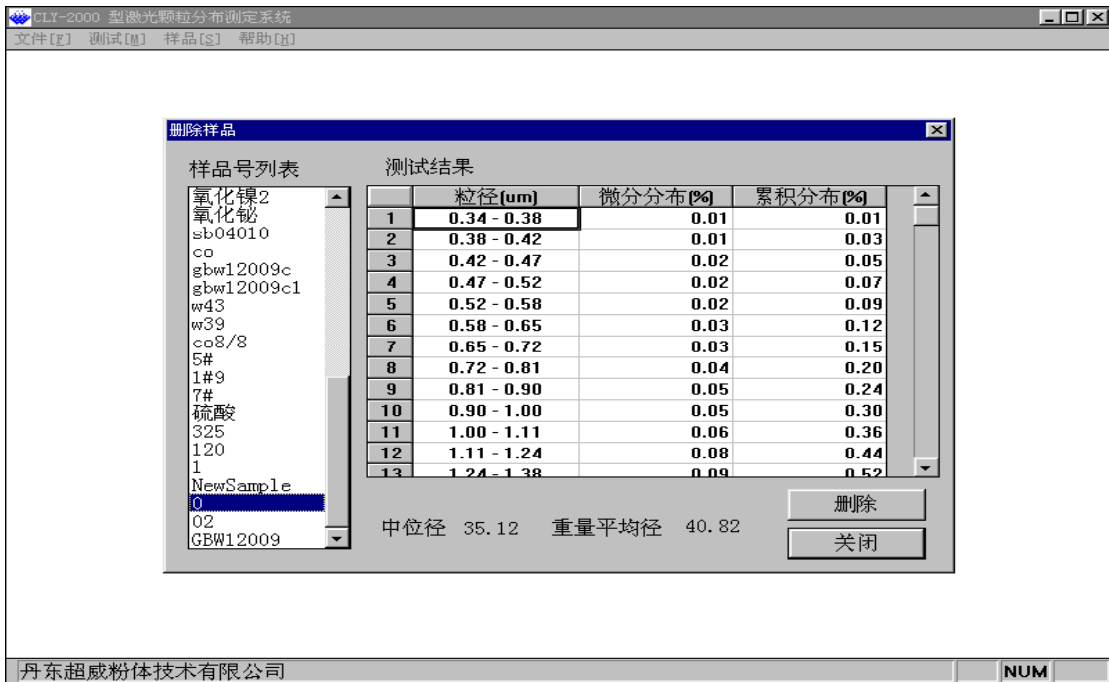 CLY-2000 型激光颗粒分布测定系统
文件[F] 测试[M] 样品[S] 帮助[H]
删除样品
样品号列表
氧化镍2
氧化铋
sb04010
co
gbw12009c
gbw12009c1
w43
w39
co8/8
5#
1#9
7#
硫酸
325
120
1
NewSample
0
02
GBW12009
测试结果
粒径(um) 微分分布(%) 累积分布(%)
1 0.34 - 0.38 0.01 0.01
2 0.38 - 0.42 0.01 0.03
3 0.42 - 0.47 0.02 0.05
4 0.47 - 0.52 0.02 0.07
5 0.52 - 0.58 0.02 0.09
6 0.58 - 0.65 0.03 0.12
7 0.65 - 0.72 0.03 0.15
8 0.72 - 0.81 0.04 0.20
9 0.81 - 0.90 0.05 0.24
10 0.90 - 1.00 0.05 0.30
11 1.00 - 1.11 0.06 0.36
12 1.11 - 1.24 0.08 0.44
13 1.24 - 1.38 0.09 0.52
中位径 35.12 重量平均径 40.82
删除
关闭
丹东超威粉体技术有限公司
NUM